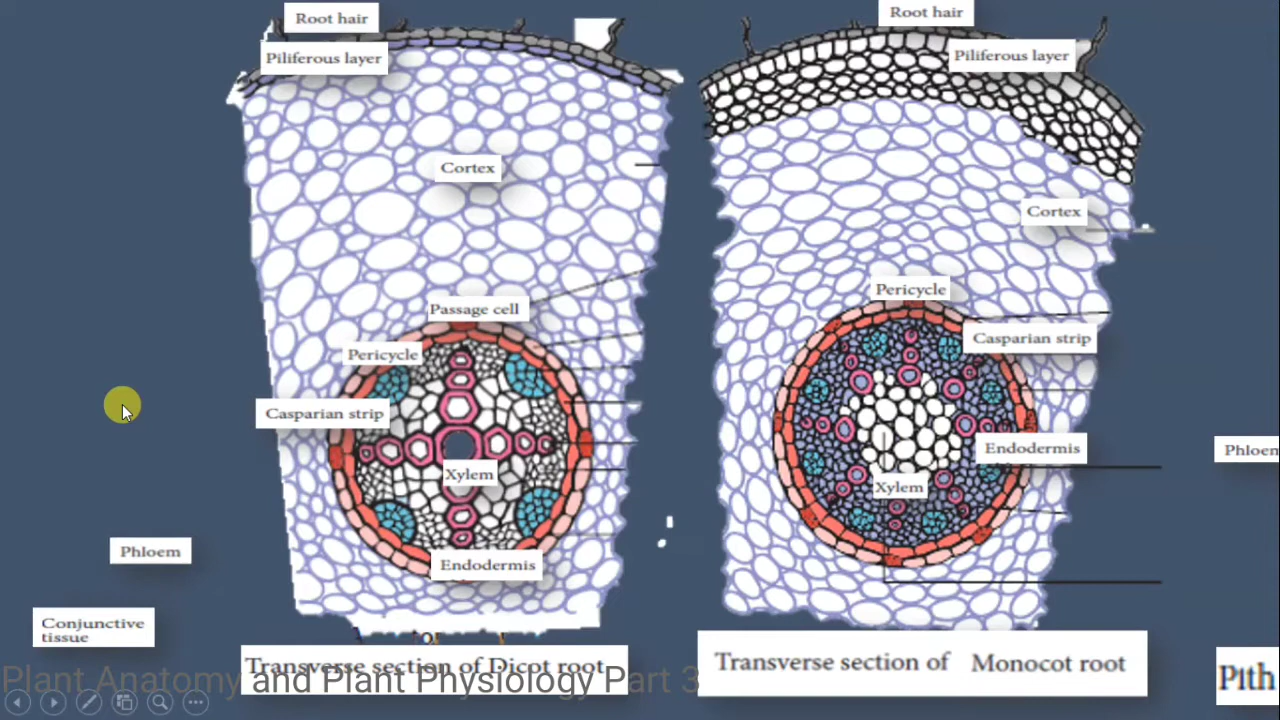 Root hair
Piliferous layer
Cortex
Passage cell
Pericycle
Casparian strip
Xylem
Endodermis
Phloem
Conjunctive
tissue
Transverse section of Dicot root
Root hair
Piliferous layer
Cortex
Pericycle
Casparian strip
Endodermis
Xylem
Transverse section of Monocot root
Phloem
Pith
Plant Anatomy and Plant Physiology Part 3